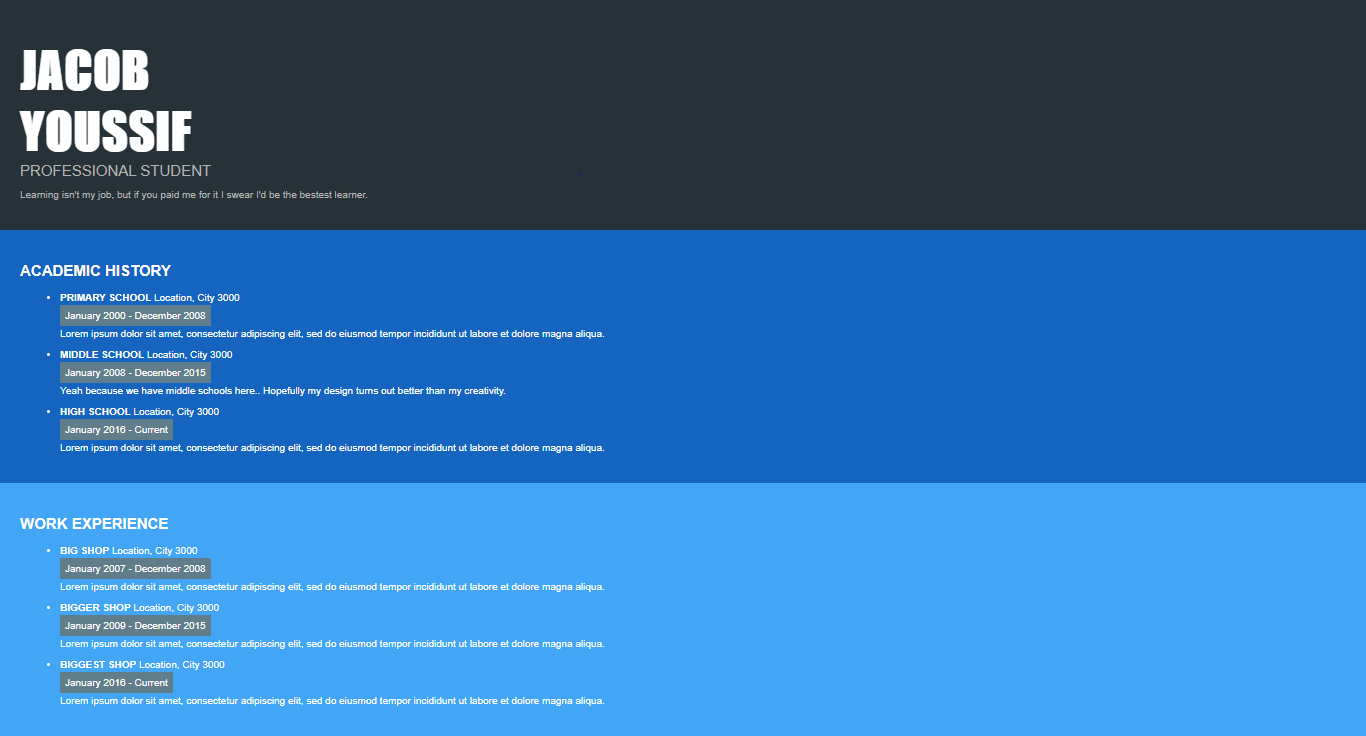 JACOB
YOUSSIF
PROFESSIONAL STUDENT
Learning isn't my job, but if you paid me for it I swear I'd be the bestest learner.
ACADEMIC HISTORY
PRIMARY SCHOOL Location, City 3000
January 2000 - December 2008
Lorem ipsum dolor sit amet, consectetur adipiscing elit, sed do eiusmod tempor incididunt ut labore et dolore magna aliqua.
MIDDLE SCHOOL Location, City 3000
January 2008 - December 2015
Yeah because we have middle schools here.. Hopefully my design turns out better than my creativity.
HIGH SCHOOL Location, City 3000
January 2016 - Current
Lorem ipsum dolor sit amet, consectetur adipiscing elit, sed do eiusmod tempor incididunt ut labore et dolore magna aliqua.
WORK EXPERIENCE
BIG SHOP Location, City 3000
January 2007 - December 2008
Lorem ipsum dolor sit amet, consectetur adipiscing elit, sed do eiusmod tempor incididunt ut labore et dolore magna aliqua.
BIGGER SHOP Location, City 3000
January 2009 - December 2015
Lorem ipsum dolor sit amet, consectetur adipiscing elit, sed do eiusmod tempor incididunt ut labore et dolore magna aliqua.
BIGGEST SHOP Location, City 3000
January 2016 - Current
Lorem ipsum dolor sit amet, consectetur adipiscing elit, sed do eiusmod tempor incididunt ut labore et dolore magna aliqua.